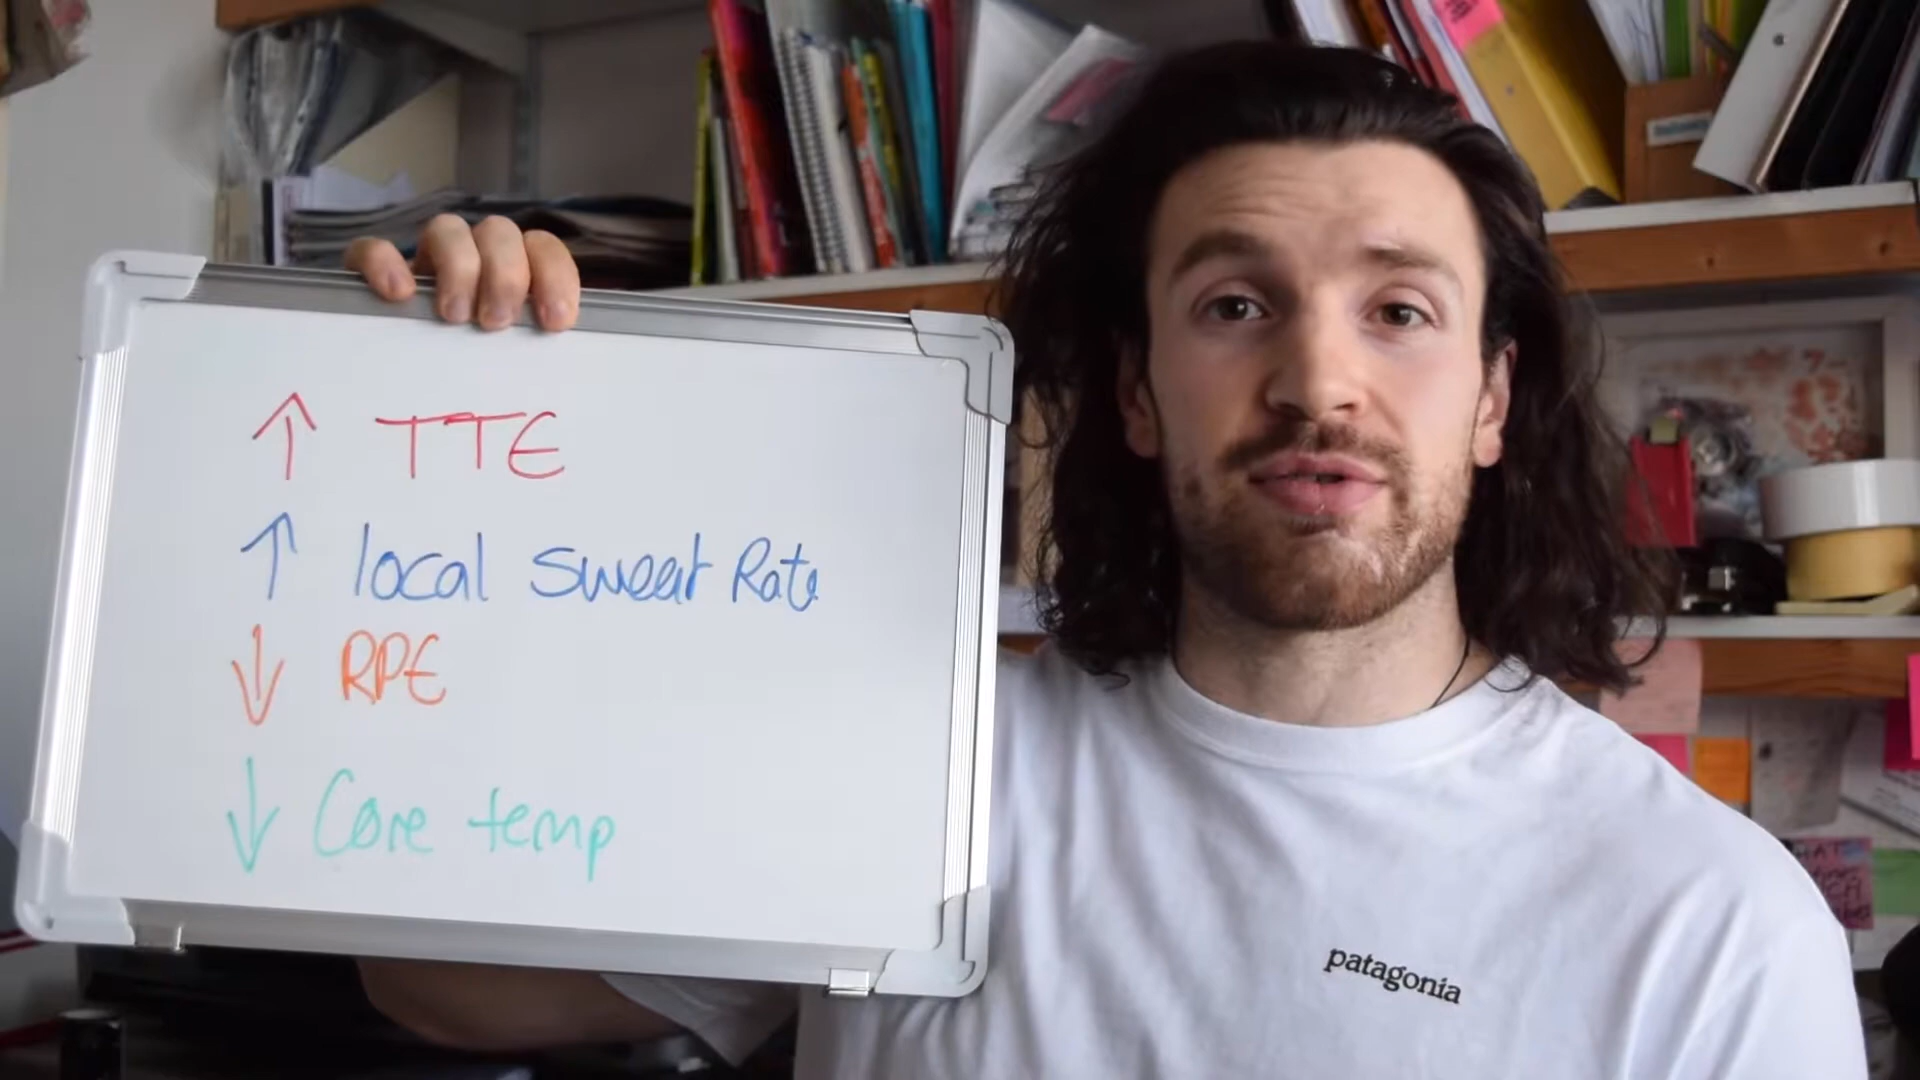 ↑ TTE
↑ local sweat Rate
↓ RPE
↓ Core temp
patagonia